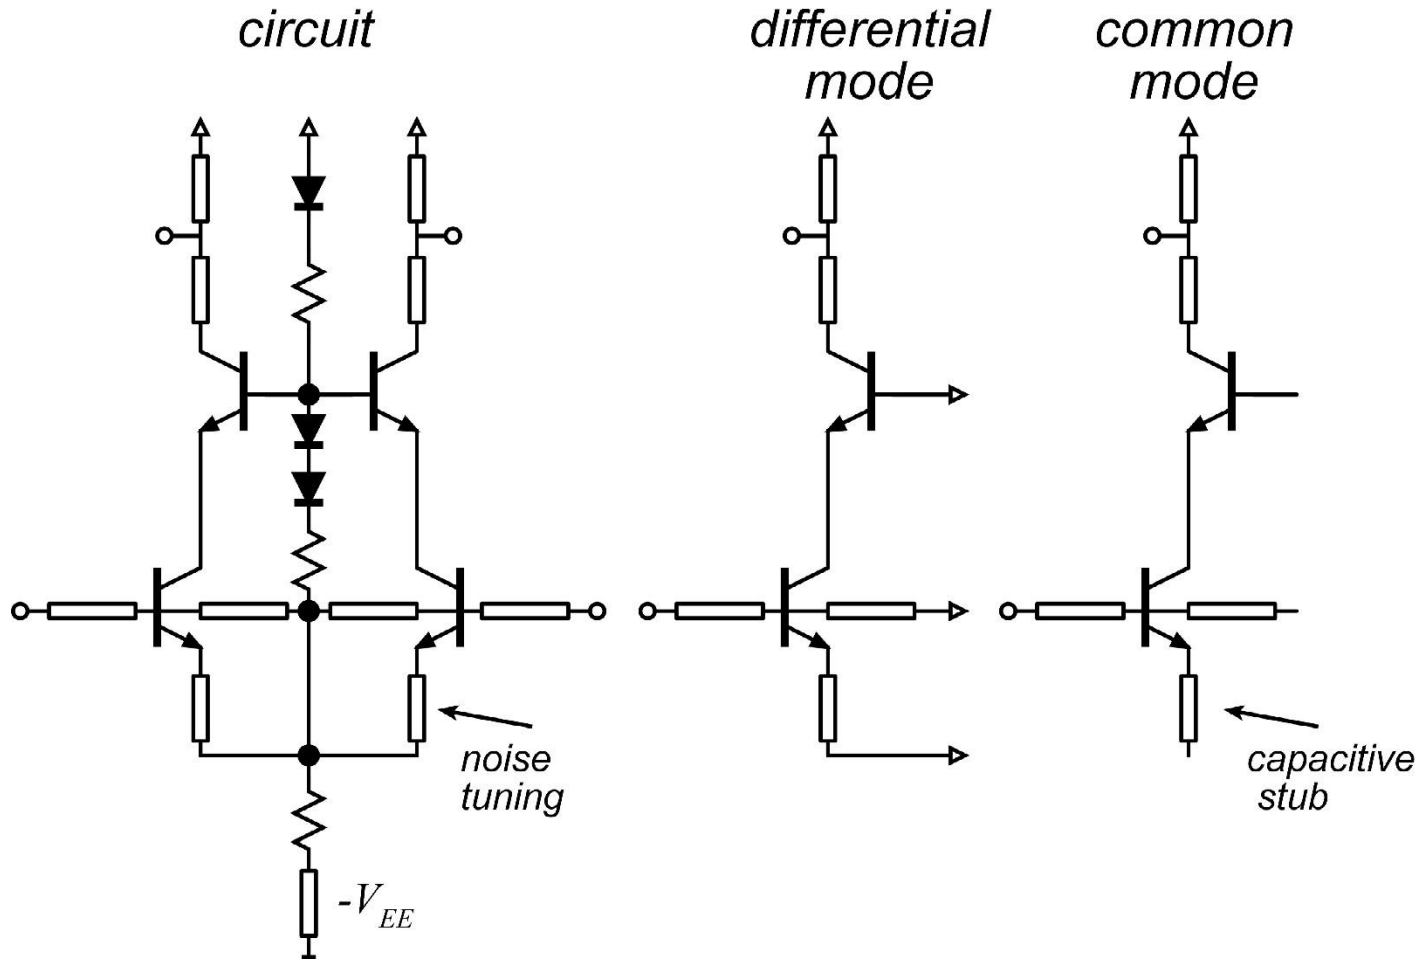 circuit
differential
mode
common
mode
noise
tuning
capacitive
stub
-V_EE